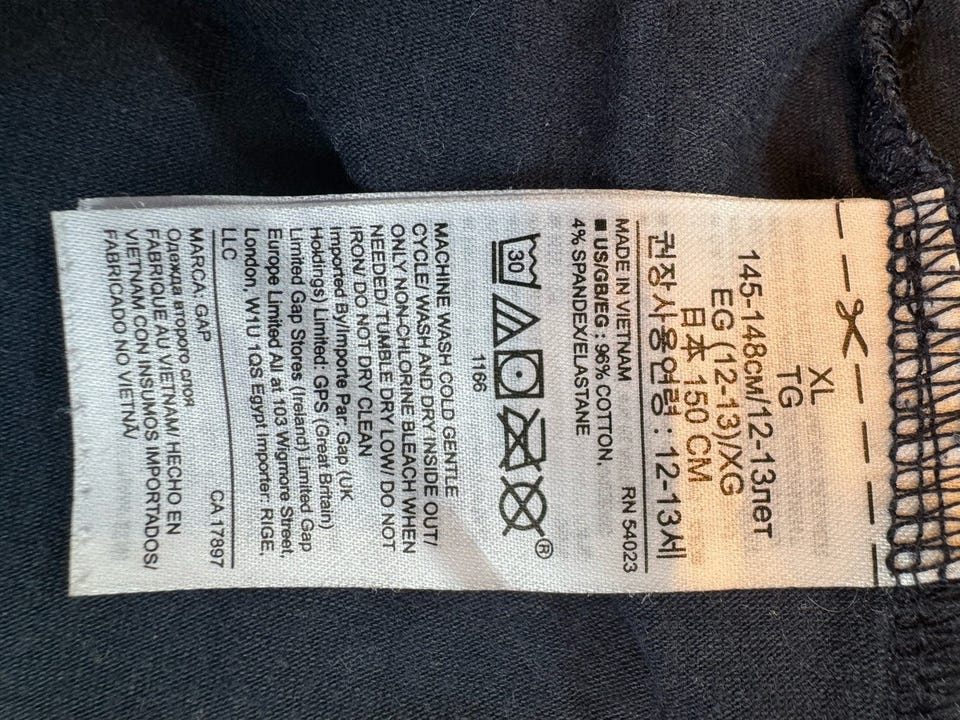 XL
TG
145-148см/12-13лет
EG (12-13)/XG
日本 150 CM
권장사용연령 : 12-13세
MADE IN VIETNAM RN 54023
■ US/GB/EG : 96% COTTON,
4% SPANDEX/ELASTANE
30
®
1166
MACHINE WASH COLD GENTLE
CYCLE/ WASH AND DRY INSIDE OUT/
ONLY NON-CHLORINE BLEACH WHEN
NEEDED/ TUMBLE DRY LOW/ DO NOT
IRON/ DO NOT DRY CLEAN
Imported By/Importe Par: Gap (UK
Holdings) Limited: GPS (Great Britain)
Limited Gap Stores (Ireland) Limited Gap
Europe Limited All at 103 Wigmore Street,
London, W1U 1QS Egypt importer: RIGE,
LLC
CA 17897
MARCA GAP
Одежда второго слоя
FABRIQUÉ AU VIETNAM/ HECHO EN
VIETNAM CON INSUMOS IMPORTADOS/
FABRICADO NO VIETNÃ/